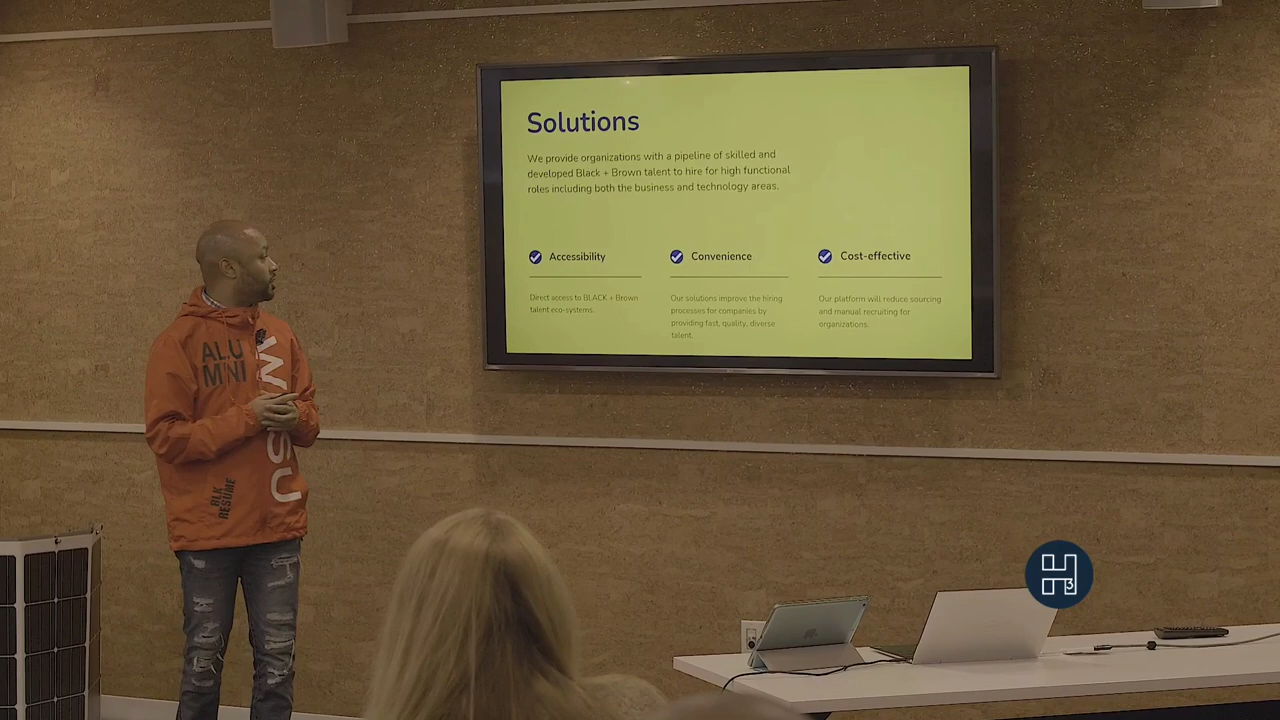 Solutions
We provide organizations with a pipeline of skilled and
developed Black + Brown talent to hire for high functional
roles including both the business and technology areas.
Accessibility
Direct access to BLACK + Brown
talent eco-systems.
Convenience
Our solutions improve the hiring
processes for companies by
providing fast, quality, diverse
talent.
Cost-effective
Our platform will reduce sourcing
and manual recruiting for
organizations.
ALU
MNI
WSSU
BLK
RESUME
H3